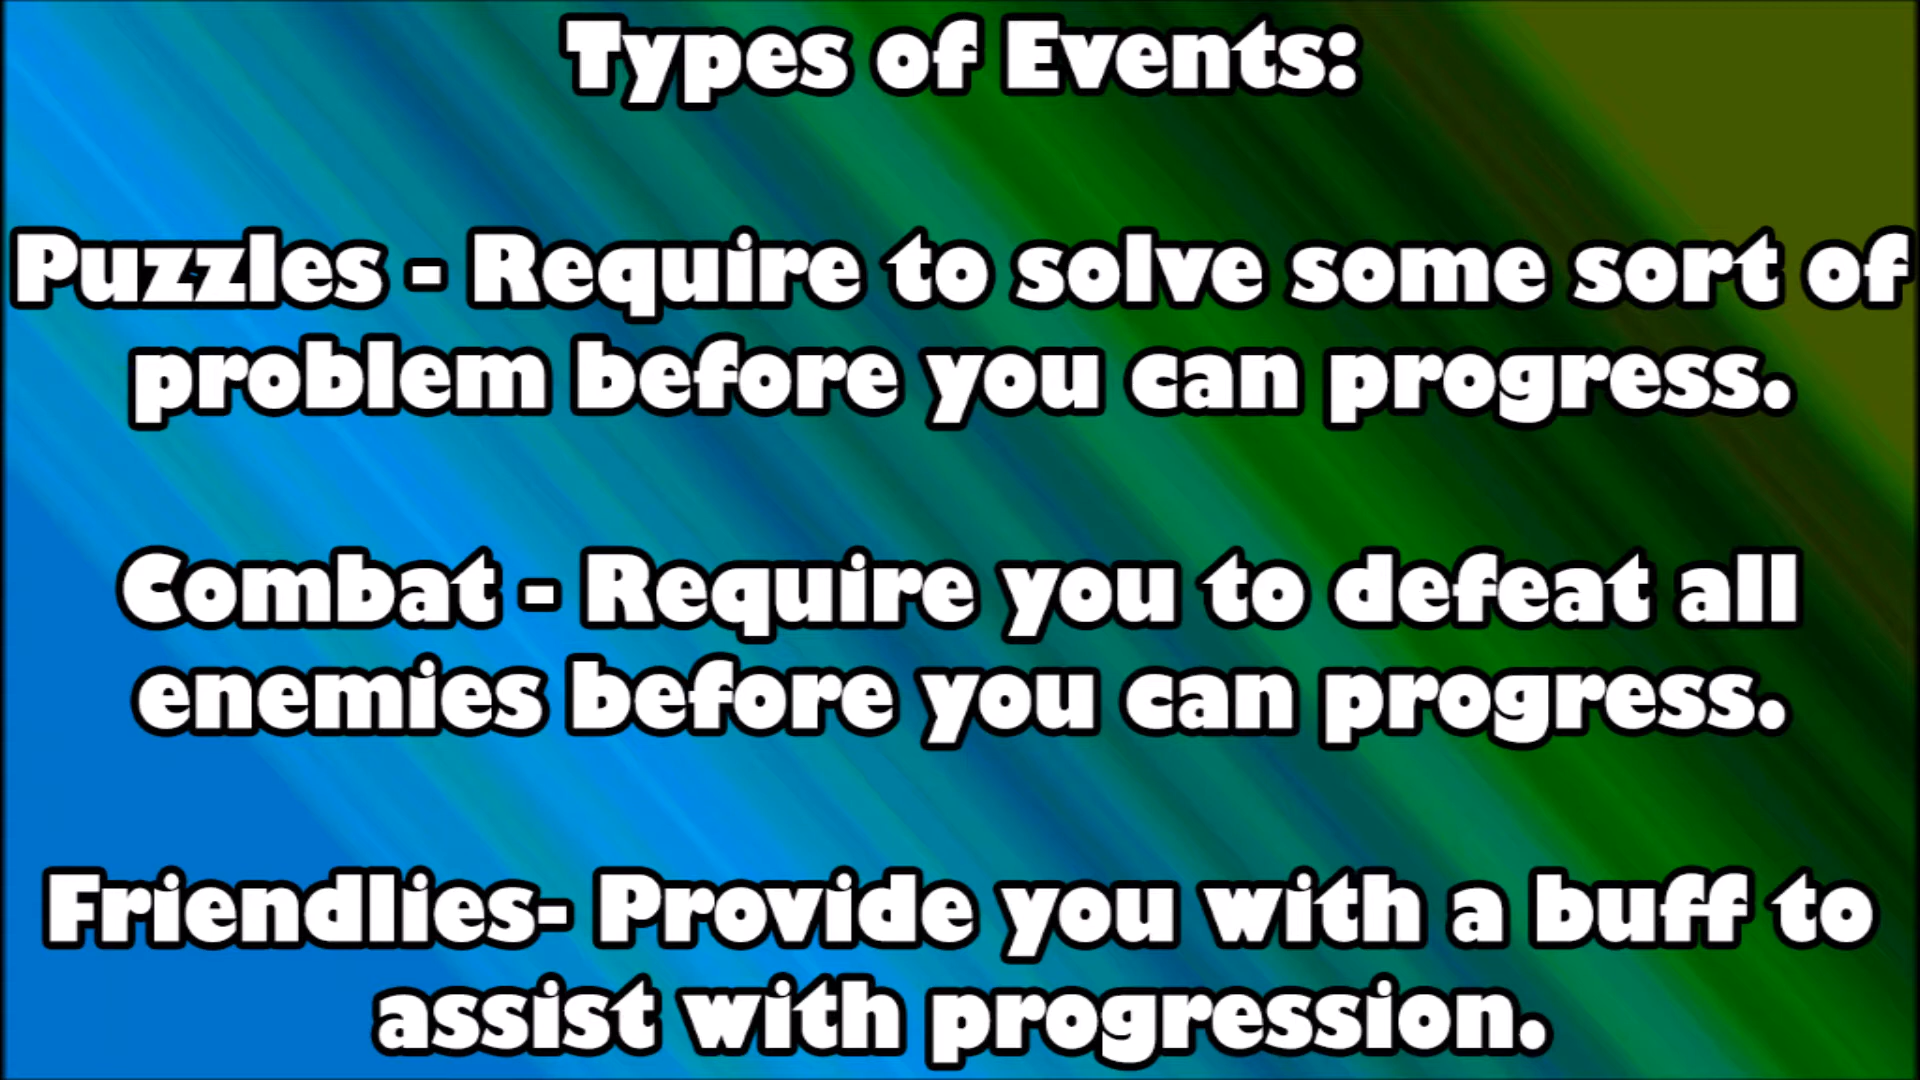 Types of Events:
Puzzles - Require to solve some sort of
problem before you can progress.
Combat - Require you to defeat all
enemies before you can progress.
Friendlies- Provide you with a buff to
assist with progression.